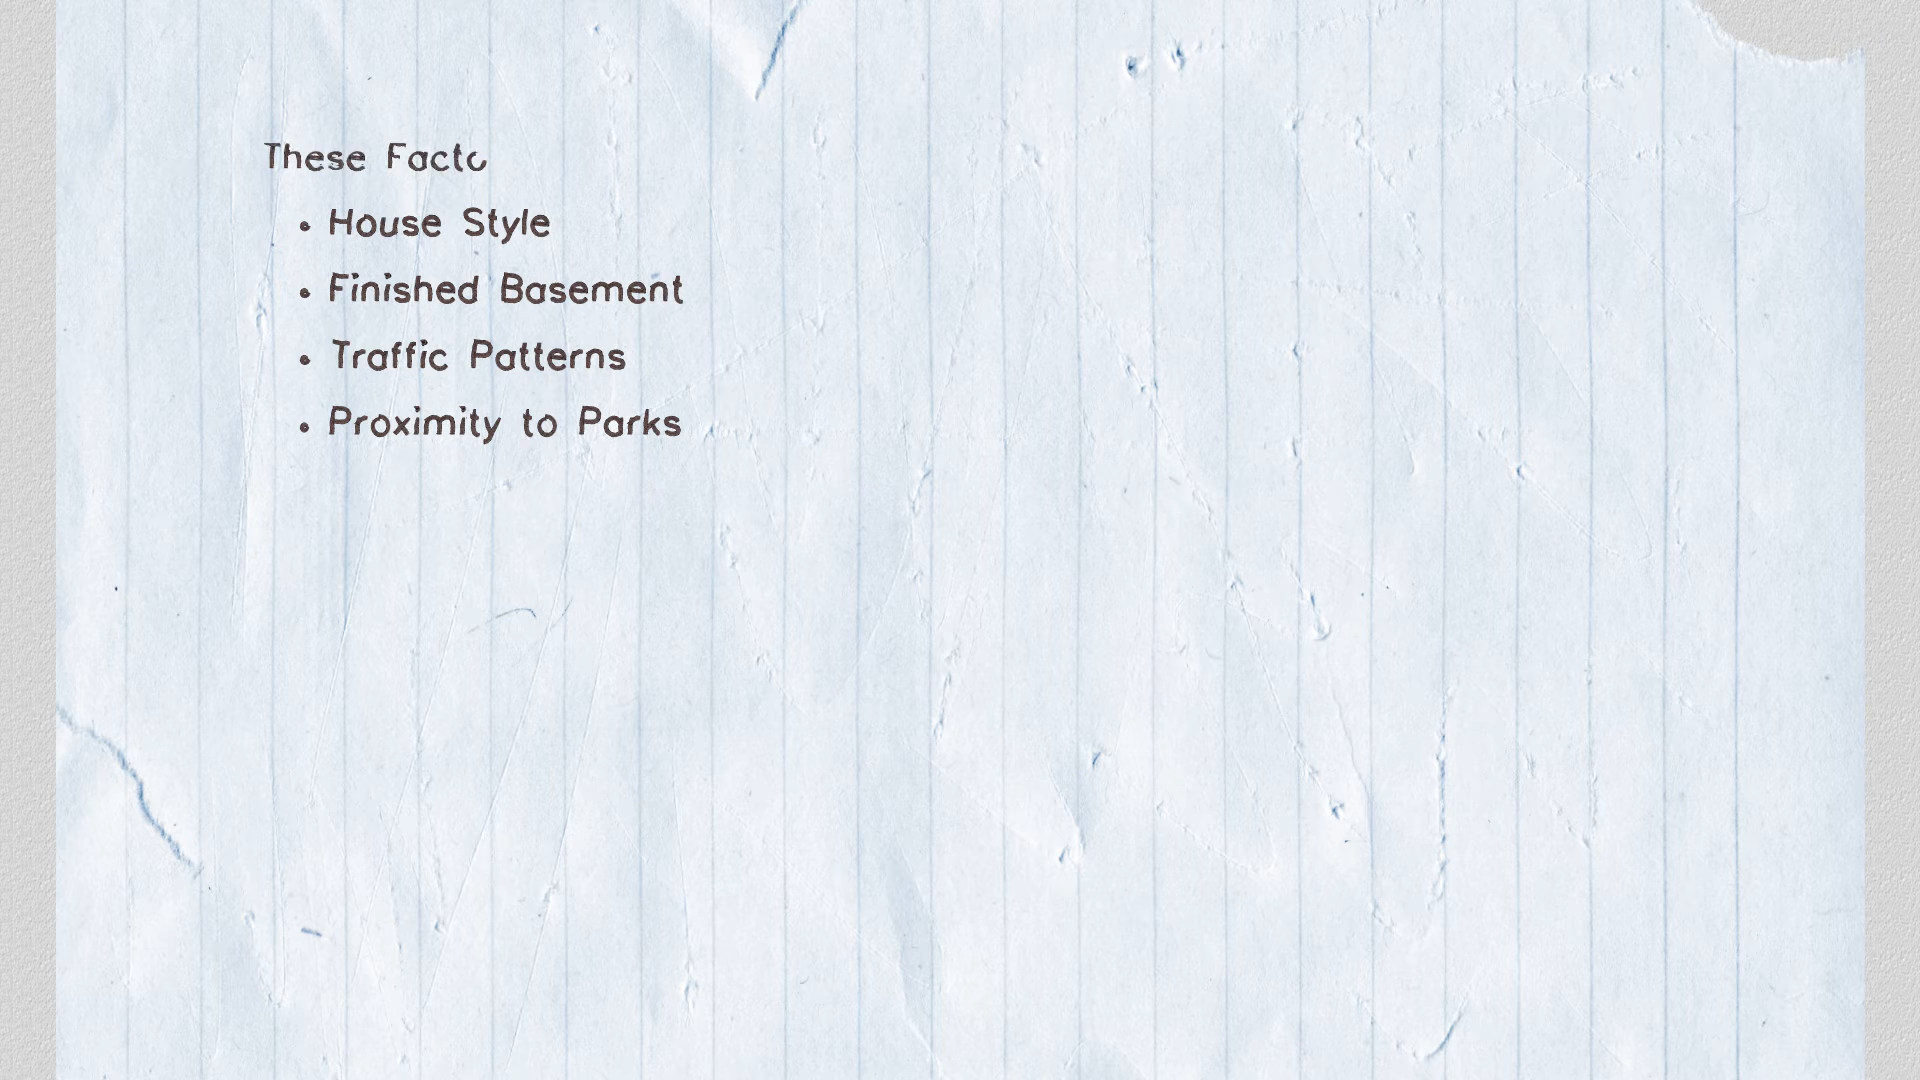 These Facto
• House Style
• Finished Basement
• Traffic Patterns
• Proximity to Parks